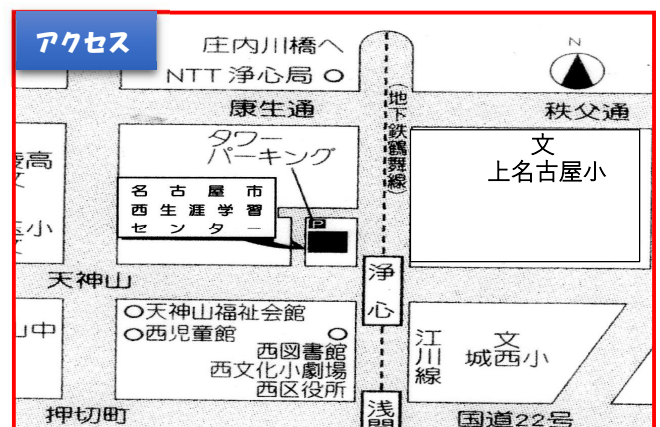 アクセス
庄内川橋へ
NTT 浄心局
N
康生通
秩父通
(地下鉄鶴舞線)
タワー
パーキング
文
上名古屋小
名古屋市
西生涯学習
センター
P
天神山
浄心
天神山福祉会館
西児童館
西図書館
西文化小劇場
西区役所
江川線
文
城西小
押切町
浅間
国道22号